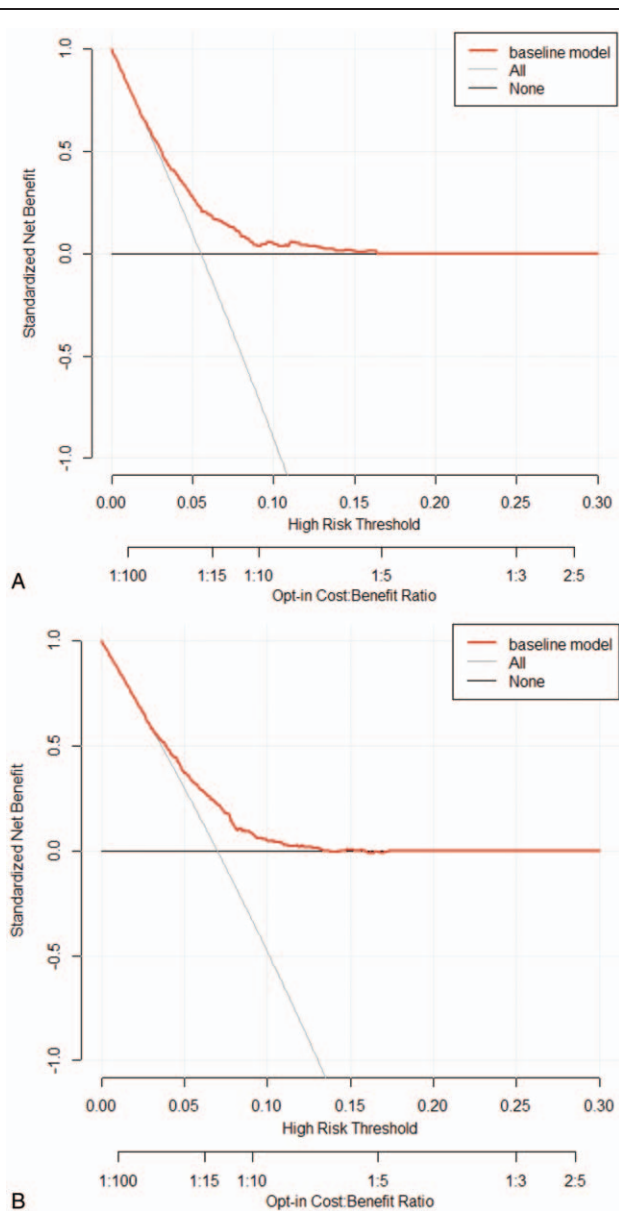 baseline model
All
None
1.0
0.5
0.0
-0.5
-1.0
Standardized Net Benefit
0.00 0.05 0.10 0.15 0.20 0.25 0.30
High Risk Threshold
1:100 1:15 1:10 1:5 1:3 2:5
Opt-in Cost:Benefit Ratio
A
baseline model
All
None
1.0
0.5
0.0
-0.5
-1.0
Standardized Net Benefit
0.00 0.05 0.10 0.15 0.20 0.25 0.30
High Risk Threshold
1:100 1:15 1:10 1:5 1:3 2:5
Opt-in Cost:Benefit Ratio
B